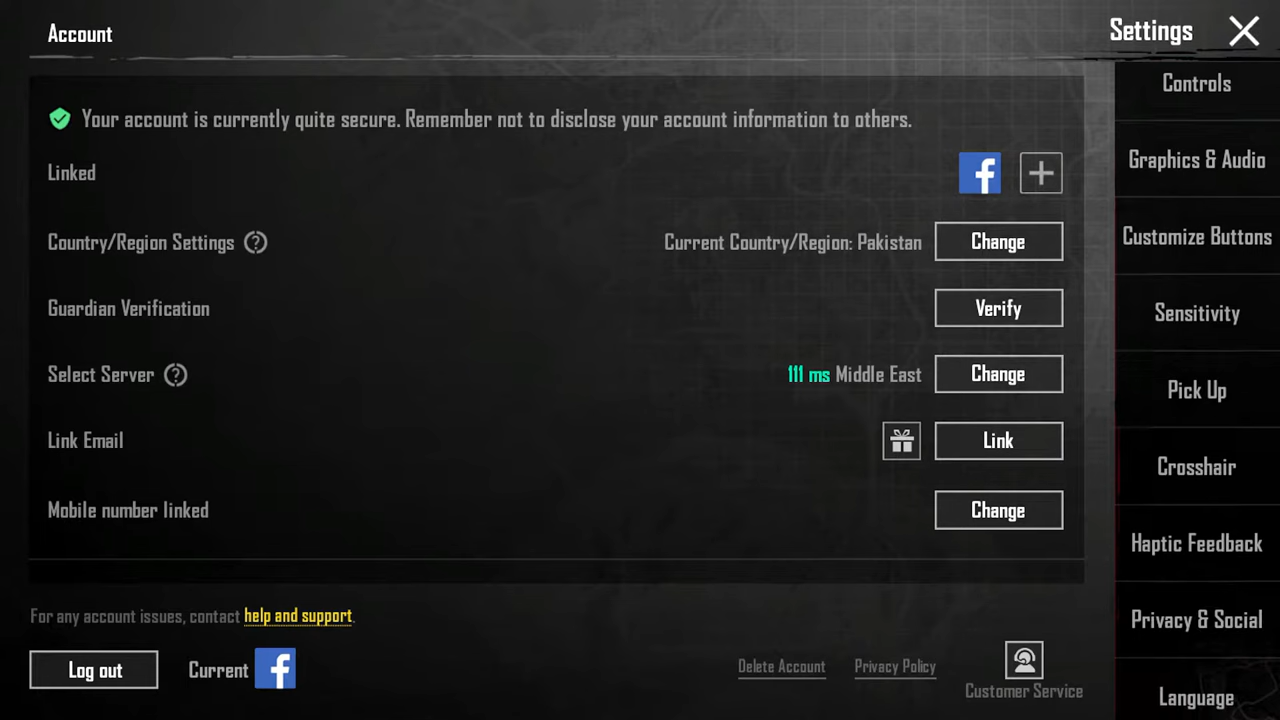 Account
Settings
Your account is currently quite secure. Remember not to disclose your account information to others.
Linked
Country/Region Settings
Current Country/Region: Pakistan
Change
Guardian Verification
Verify
Select Server
111 ms Middle East
Change
Link Email
Link
Mobile number linked
Change
For any account issues, contact help and support.
Log out
Current
Delete Account
Privacy Policy
Customer Service
Controls
Graphics & Audio
Customize Buttons
Sensitivity
Pick Up
Crosshair
Haptic Feedback
Privacy & Social
Language